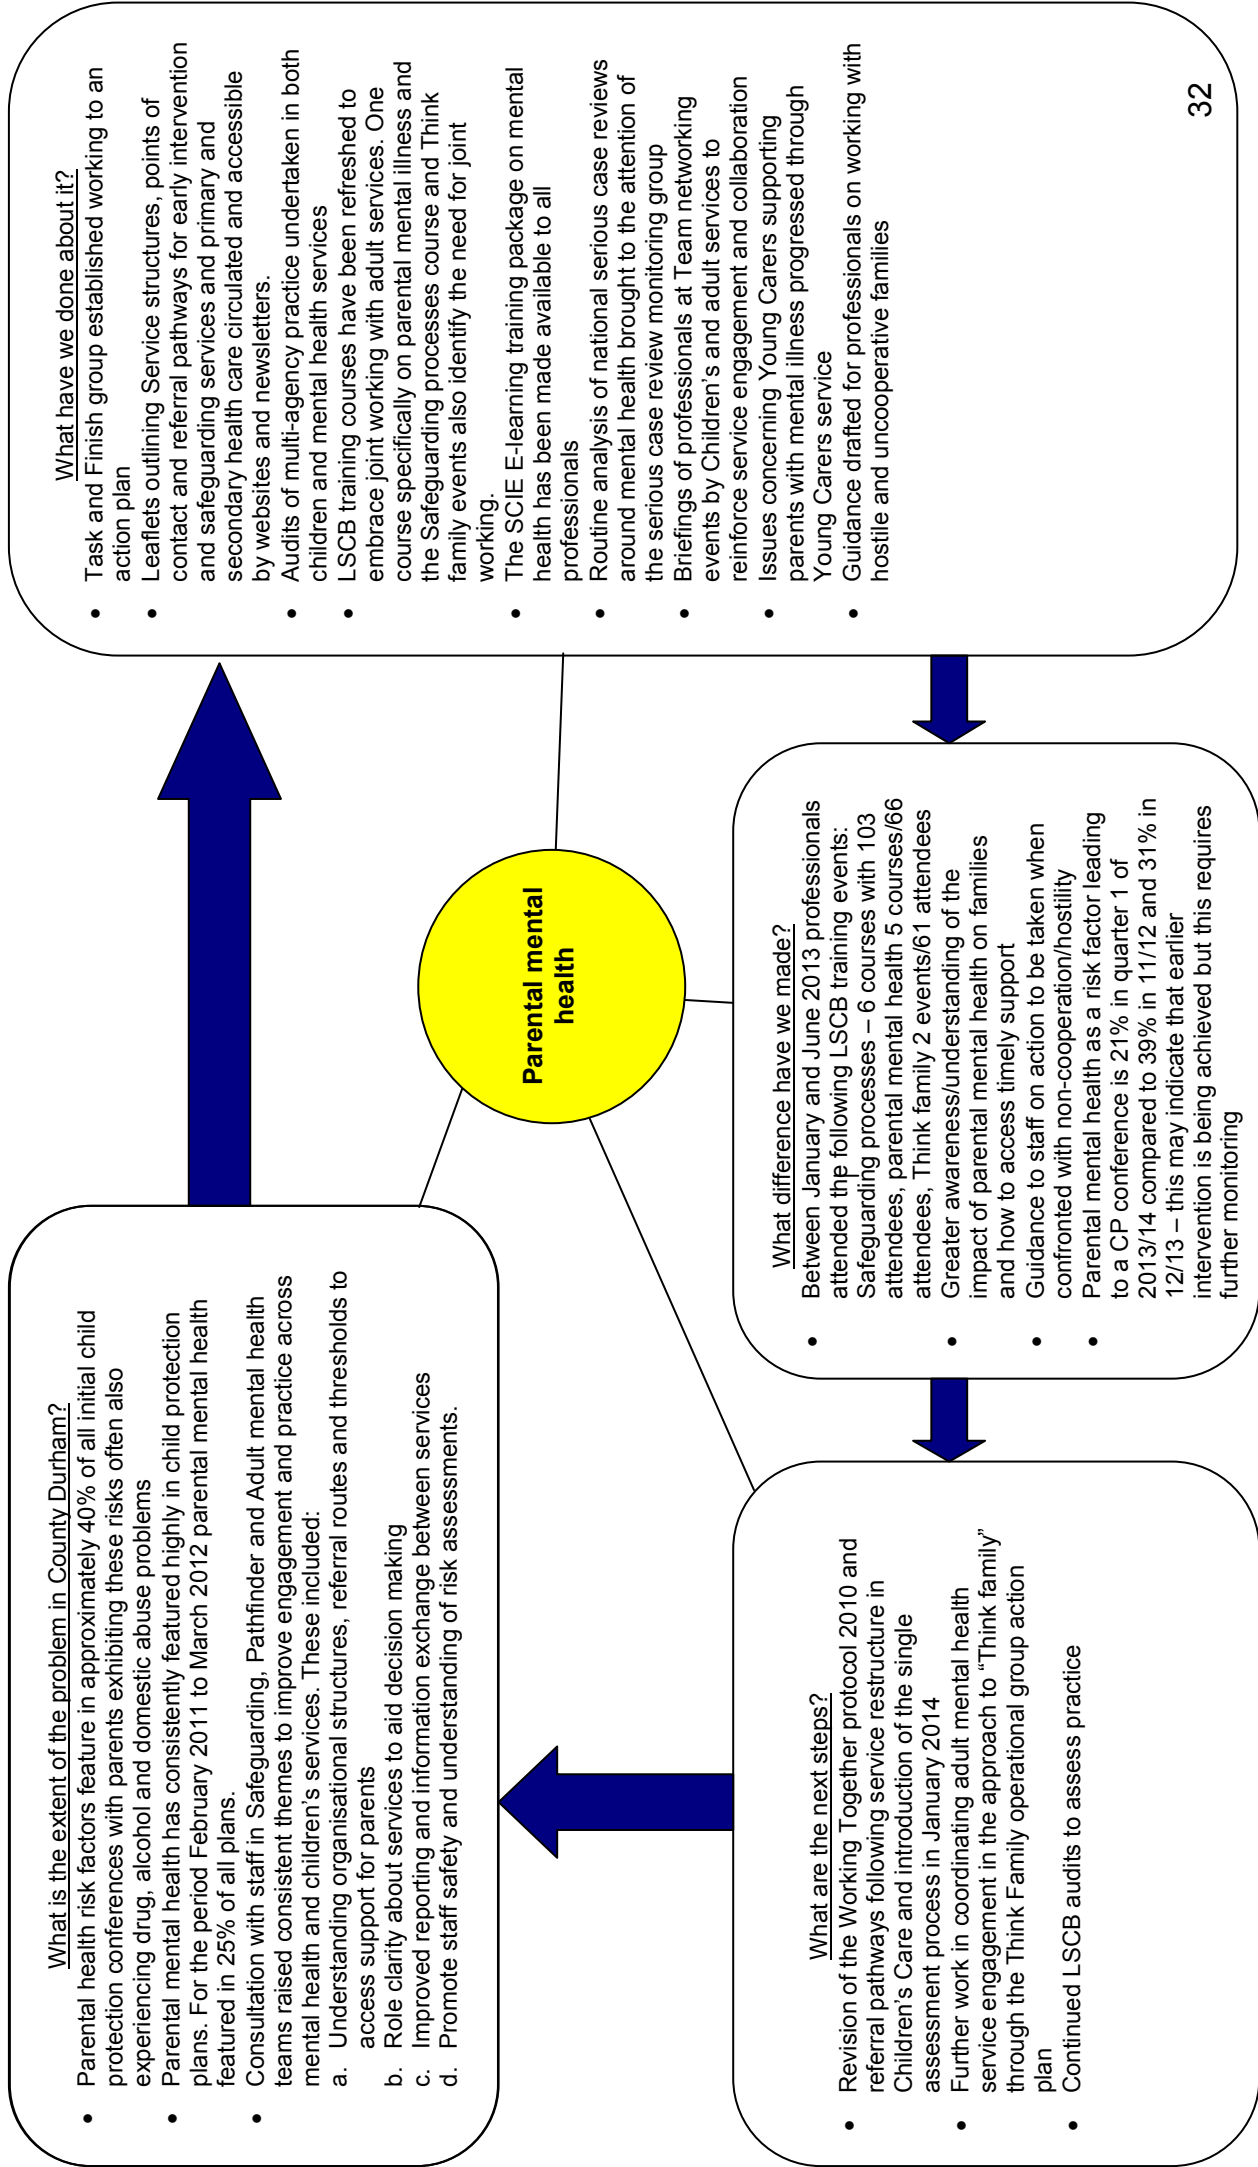 What is the extent of the problem in County Durham?
• Parental health risk factors feature in approximately 40% of all initial child
protection conferences with parents exhibiting these risks often also
experiencing drug, alcohol and domestic abuse problems
• Parental mental health has consistently featured highly in child protection
plans. For the period February 2011 to March 2012 parental mental health
featured in 25% of all plans.
• Consultation with staff in Safeguarding, Pathfinder and Adult mental health
teams raised consistent themes to improve engagement and practice across
mental health and children's services. These included:
a. Understanding organisational structures, referral routes and thresholds to
access support for parents
b. Role clarity about services to aid decision making
c. Improved reporting and information exchange between services
d. Promote staff safety and understanding of risk assessments.
What have we done about it?
• Task and Finish group established working to an
action plan
• Leaflets outlining Service structures, points of
contact and referral pathways for early intervention
and safeguarding services and primary and
secondary health care circulated and accessible
by websites and newsletters.
• Audits of multi-agency practice undertaken in both
children and mental health services
• LSCB training courses have been refreshed to
embrace joint working with adult services. One
course specifically on parental mental illness and
the Safeguarding processes course and Think
family events also identify the need for joint
working.
• The SCIE E-learning training package on mental
health has been made available to all
professionals
• Routine analysis of national serious case reviews
around mental health brought to the attention of
the serious case review monitoring group
• Briefings of professionals at Team networking
events by Children's and adult services to
reinforce service engagement and collaboration
• Issues concerning Young Carers supporting
parents with mental illness progressed through
Young Carers service
• Guidance drafted for professionals on working with
hostile and uncooperative families
Parental mental
health
What difference have we made?
• Between January and June 2013 professionals
attended the following LSCB training events:
Safeguarding processes – 6 courses with 103
attendees, parental mental health 5 courses/66
attendees, Think family 2 events/61 attendees
• Greater awareness/understanding of the
impact of parental mental health on families
and how to access timely support
• Guidance to staff on action to be taken when
confronted with non-cooperation/hostility
• Parental mental health as a risk factor leading
to a CP conference is 21% in quarter 1 of
2013/14 compared to 39% in 11/12 and 31% in
12/13 – this may indicate that earlier
intervention is being achieved but this requires
further monitoring
What are the next steps?
• Revision of the Working Together protocol 2010 and
referral pathways following service restructure in
Children's Care and introduction of the single
assessment process in January 2014
• Further work in coordinating adult mental health
service engagement in the approach to “Think family”
through the Think Family operational group action
plan
• Continued LSCB audits to assess practice
32